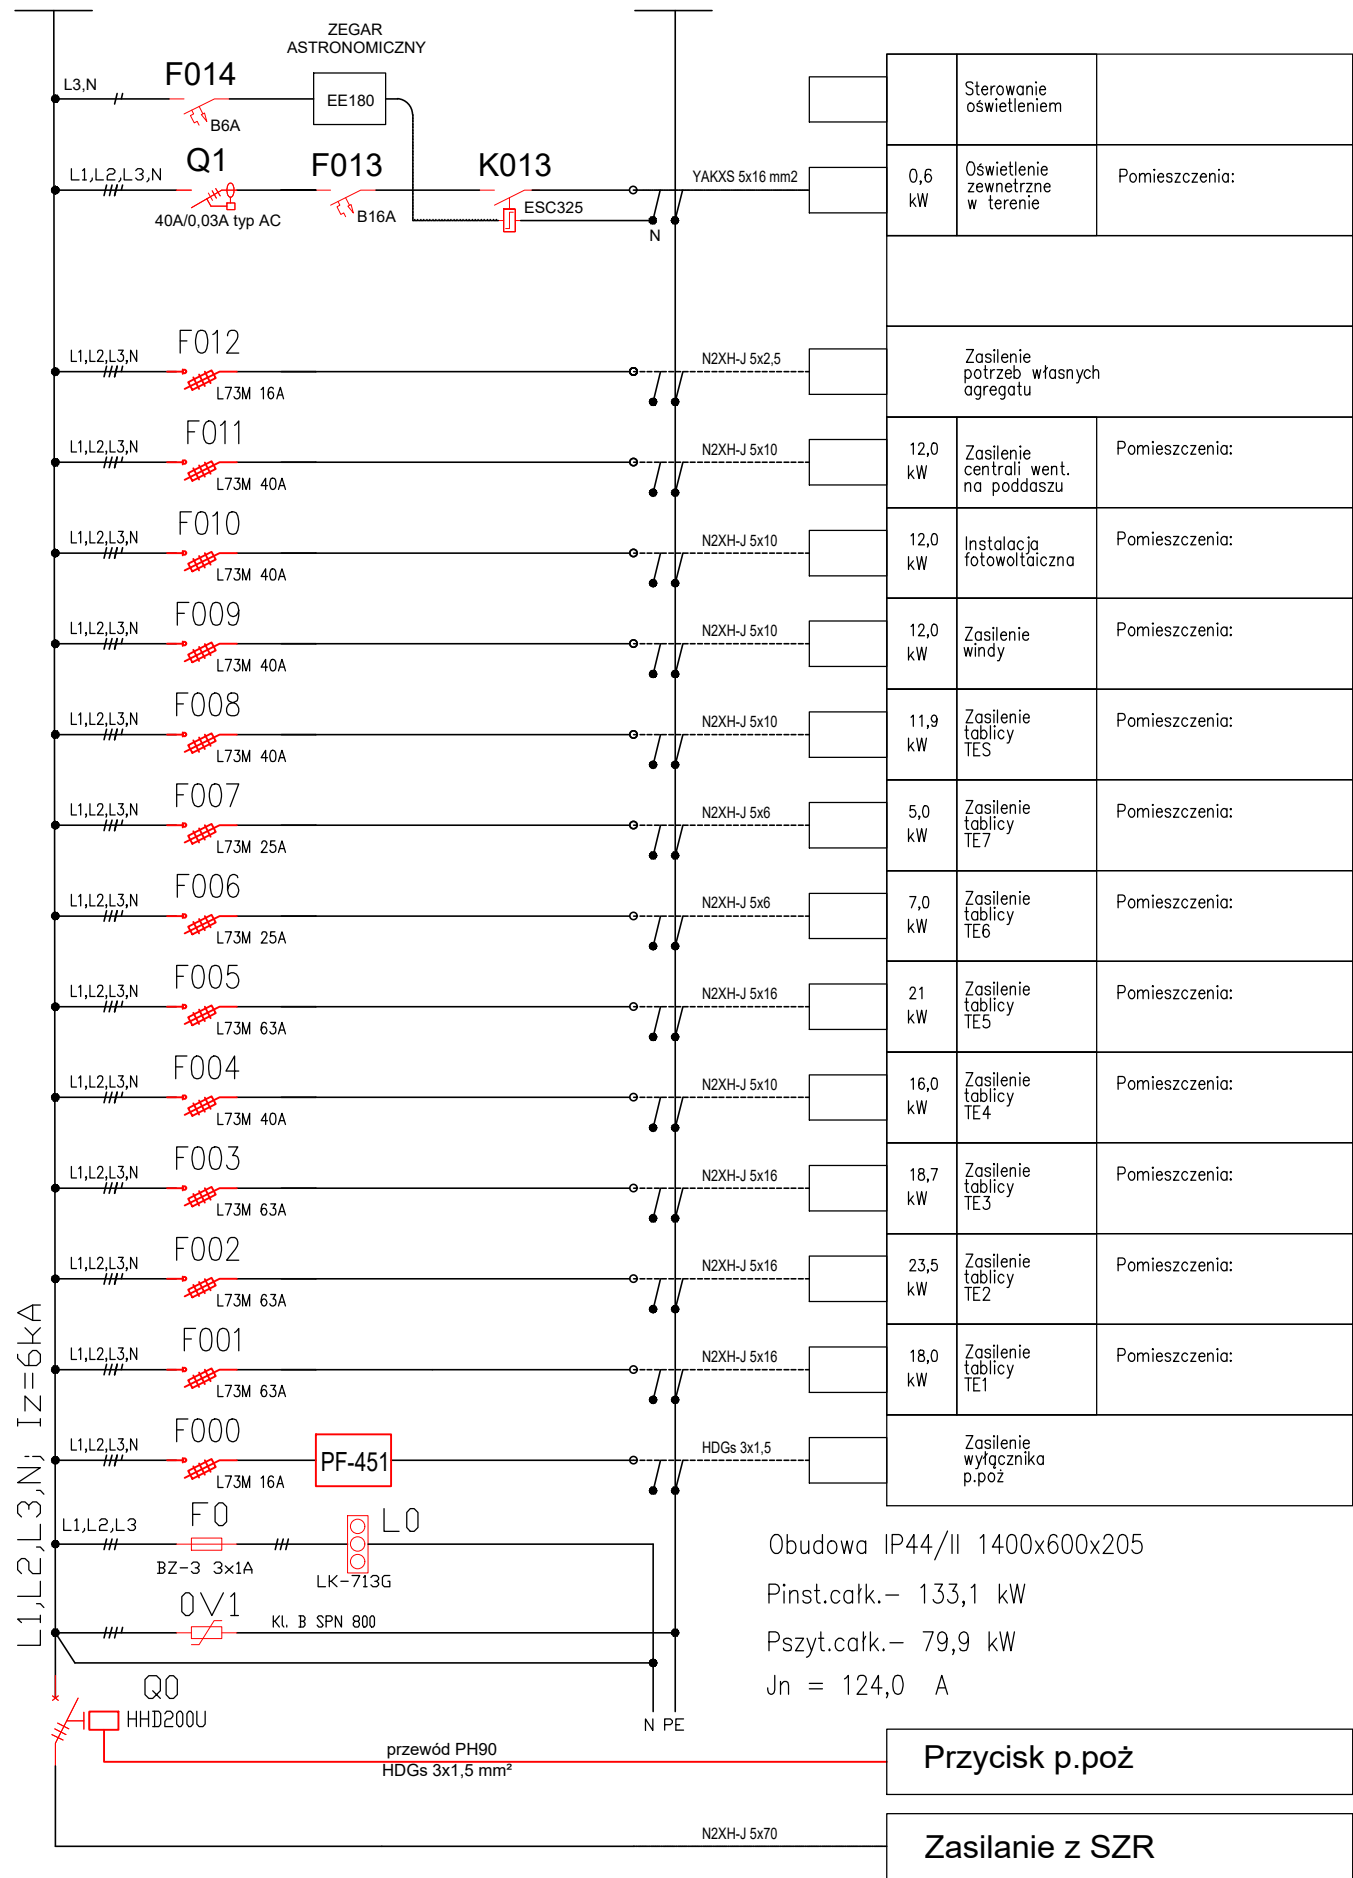 ZEGAR
ASTRONOMICZNY
L3,N
F014
B6A
EE180
Sterowanie
oświetleniem
L1,L2,L3,N
Q1
40A/0,03A typ AC
F013
B16A
K013
ESC325
N
YAKXS 5x16 mm2
0,6
kW
Oświetlenie
zewnetrzne
w terenie
Pomieszczenia:
L1,L2,L3,N
F012
L73M 16A
N2XH-J 5x2,5
Zasilenie
potrzeb własnych
agregatu
L1,L2,L3,N
F011
L73M 40A
N2XH-J 5x10
12,0
kW
Zasilenie
centrali went.
na poddaszu
Pomieszczenia:
L1,L2,L3,N
F010
L73M 40A
N2XH-J 5x10
12,0
kW
Instalacja
fotowoltaiczna
Pomieszczenia:
L1,L2,L3,N
F009
L73M 40A
N2XH-J 5x10
12,0
kW
Zasilenie
windy
Pomieszczenia:
L1,L2,L3,N
F008
L73M 40A
N2XH-J 5x10
11,9
kW
Zasilenie
tablicy
TES
Pomieszczenia:
L1,L2,L3,N
F007
L73M 25A
N2XH-J 5x6
5,0
kW
Zasilenie
tablicy
TE7
Pomieszczenia:
L1,L2,L3,N
F006
L73M 25A
N2XH-J 5x6
7,0
kW
Zasilenie
tablicy
TE6
Pomieszczenia:
L1,L2,L3,N
F005
L73M 63A
N2XH-J 5x16
21
kW
Zasilenie
tablicy
TE5
Pomieszczenia:
L1,L2,L3,N
F004
L73M 40A
N2XH-J 5x10
16,0
kW
Zasilenie
tablicy
TE4
Pomieszczenia:
L1,L2,L3,N
F003
L73M 63A
N2XH-J 5x16
18,7
kW
Zasilenie
tablicy
TE3
Pomieszczenia:
L1,L2,L3,N
F002
L73M 63A
N2XH-J 5x16
23,5
kW
Zasilenie
tablicy
TE2
Pomieszczenia:
L1,L2,L3,N
F001
L73M 63A
N2XH-J 5x16
18,0
kW
Zasilenie
tablicy
TE1
Pomieszczenia:
L1,L2,L3,N
F000
L73M 16A
PF-451
HDGs 3x1,5
Zasilenie
wyłącznika
p.poż
L1,L2,L3,N; Iz=6kA
L1,L2,L3
F0
BZ-3 3x1A
L0
LK-713G
0V1
Kl. B SPN 800
Obudowa IP44/II 1400x600x205
Pinst.całk.– 133,1 kW
Pszyt.całk.– 79,9 kW
Jn = 124,0 A
Q0
HHD200U
N PE
przewód PH90
HDGs 3x1,5 mm²
Przycisk p.poż
N2XH-J 5x70
Zasilanie z SZR